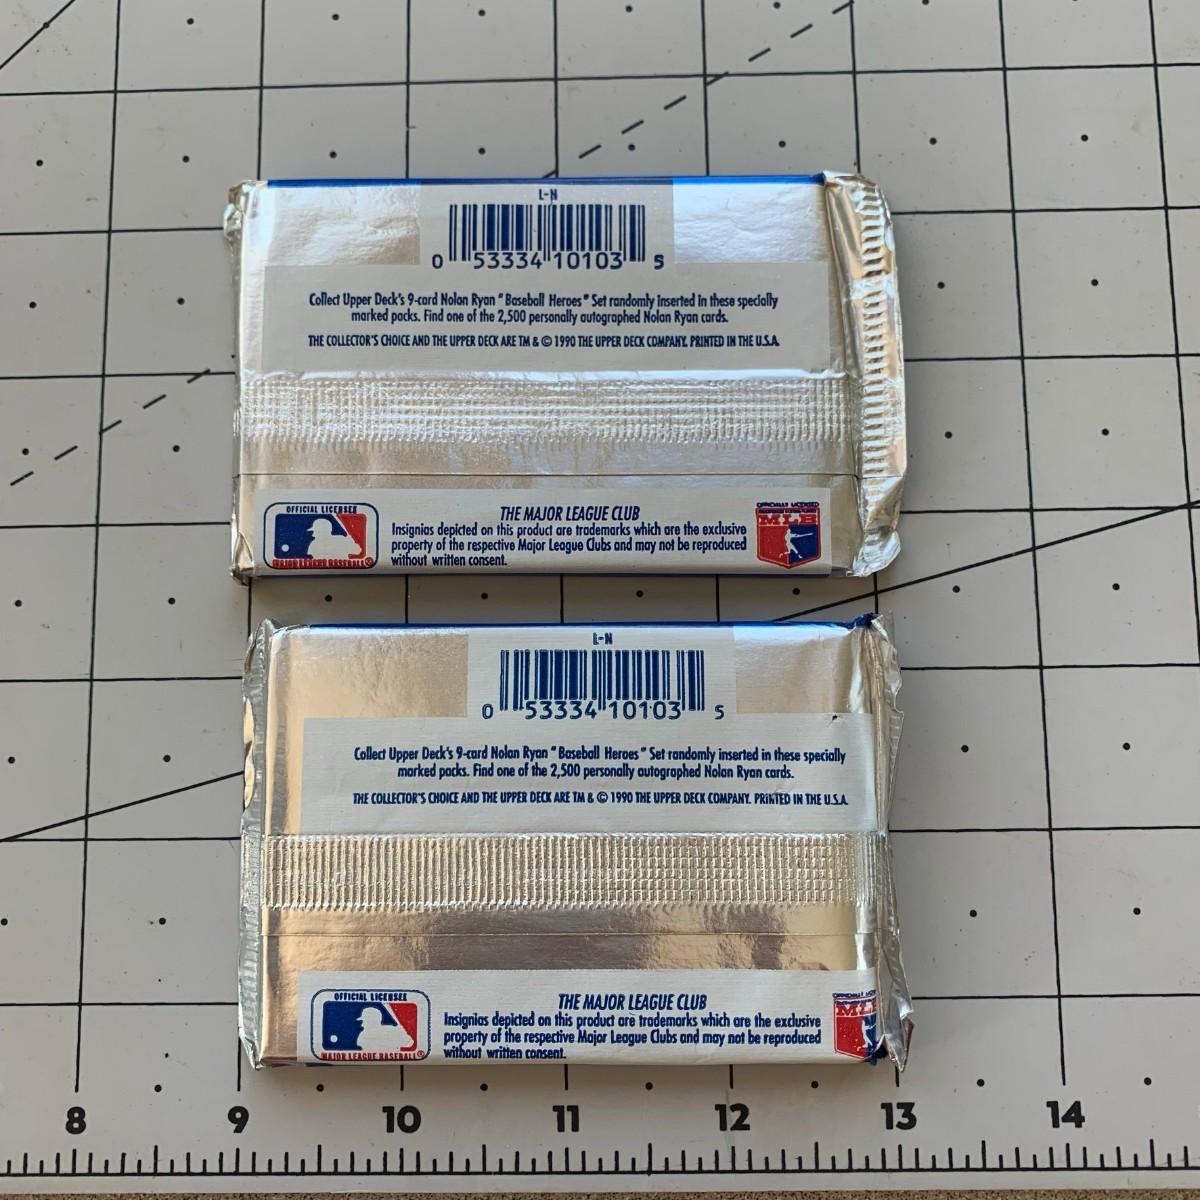 L-N
0 53334 10103 5
Collect Upper Deck's 9-card Nolan Ryan "Baseball Heroes" Set randomly inserted in these specially
marked packs. Find one of the 2,500 personally autographed Nolan Ryan cards.
THE COLLECTOR'S CHOICE AND THE UPPER DECK ARE TM & © 1990 THE UPPER DECK COMPANY. PRINTED IN THE U.S.A.
OFFICIAL LICENSEE
MAJOR LEAGUE BASEBALL®
THE MAJOR LEAGUE CLUB
Insignias depicted on this product are trademarks which are the exclusive
property of the respective Major League Clubs and may not be reproduced
without written consent.
OFFICIALLY LICENSED
MLB
L-N
0 53334 10103 5
Collect Upper Deck's 9-card Nolan Ryan "Baseball Heroes" Set randomly inserted in these specially
marked packs. Find one of the 2,500 personally autographed Nolan Ryan cards.
THE COLLECTOR'S CHOICE AND THE UPPER DECK ARE TM & © 1990 THE UPPER DECK COMPANY. PRINTED IN THE U.S.A.
OFFICIAL LICENSEE
MAJOR LEAGUE BASEBALL®
THE MAJOR LEAGUE CLUB
Insignias depicted on this product are trademarks which are the exclusive
property of the respective Major League Clubs and may not be reproduced
without written consent.
MLB
8 9 10 11 12 13 14